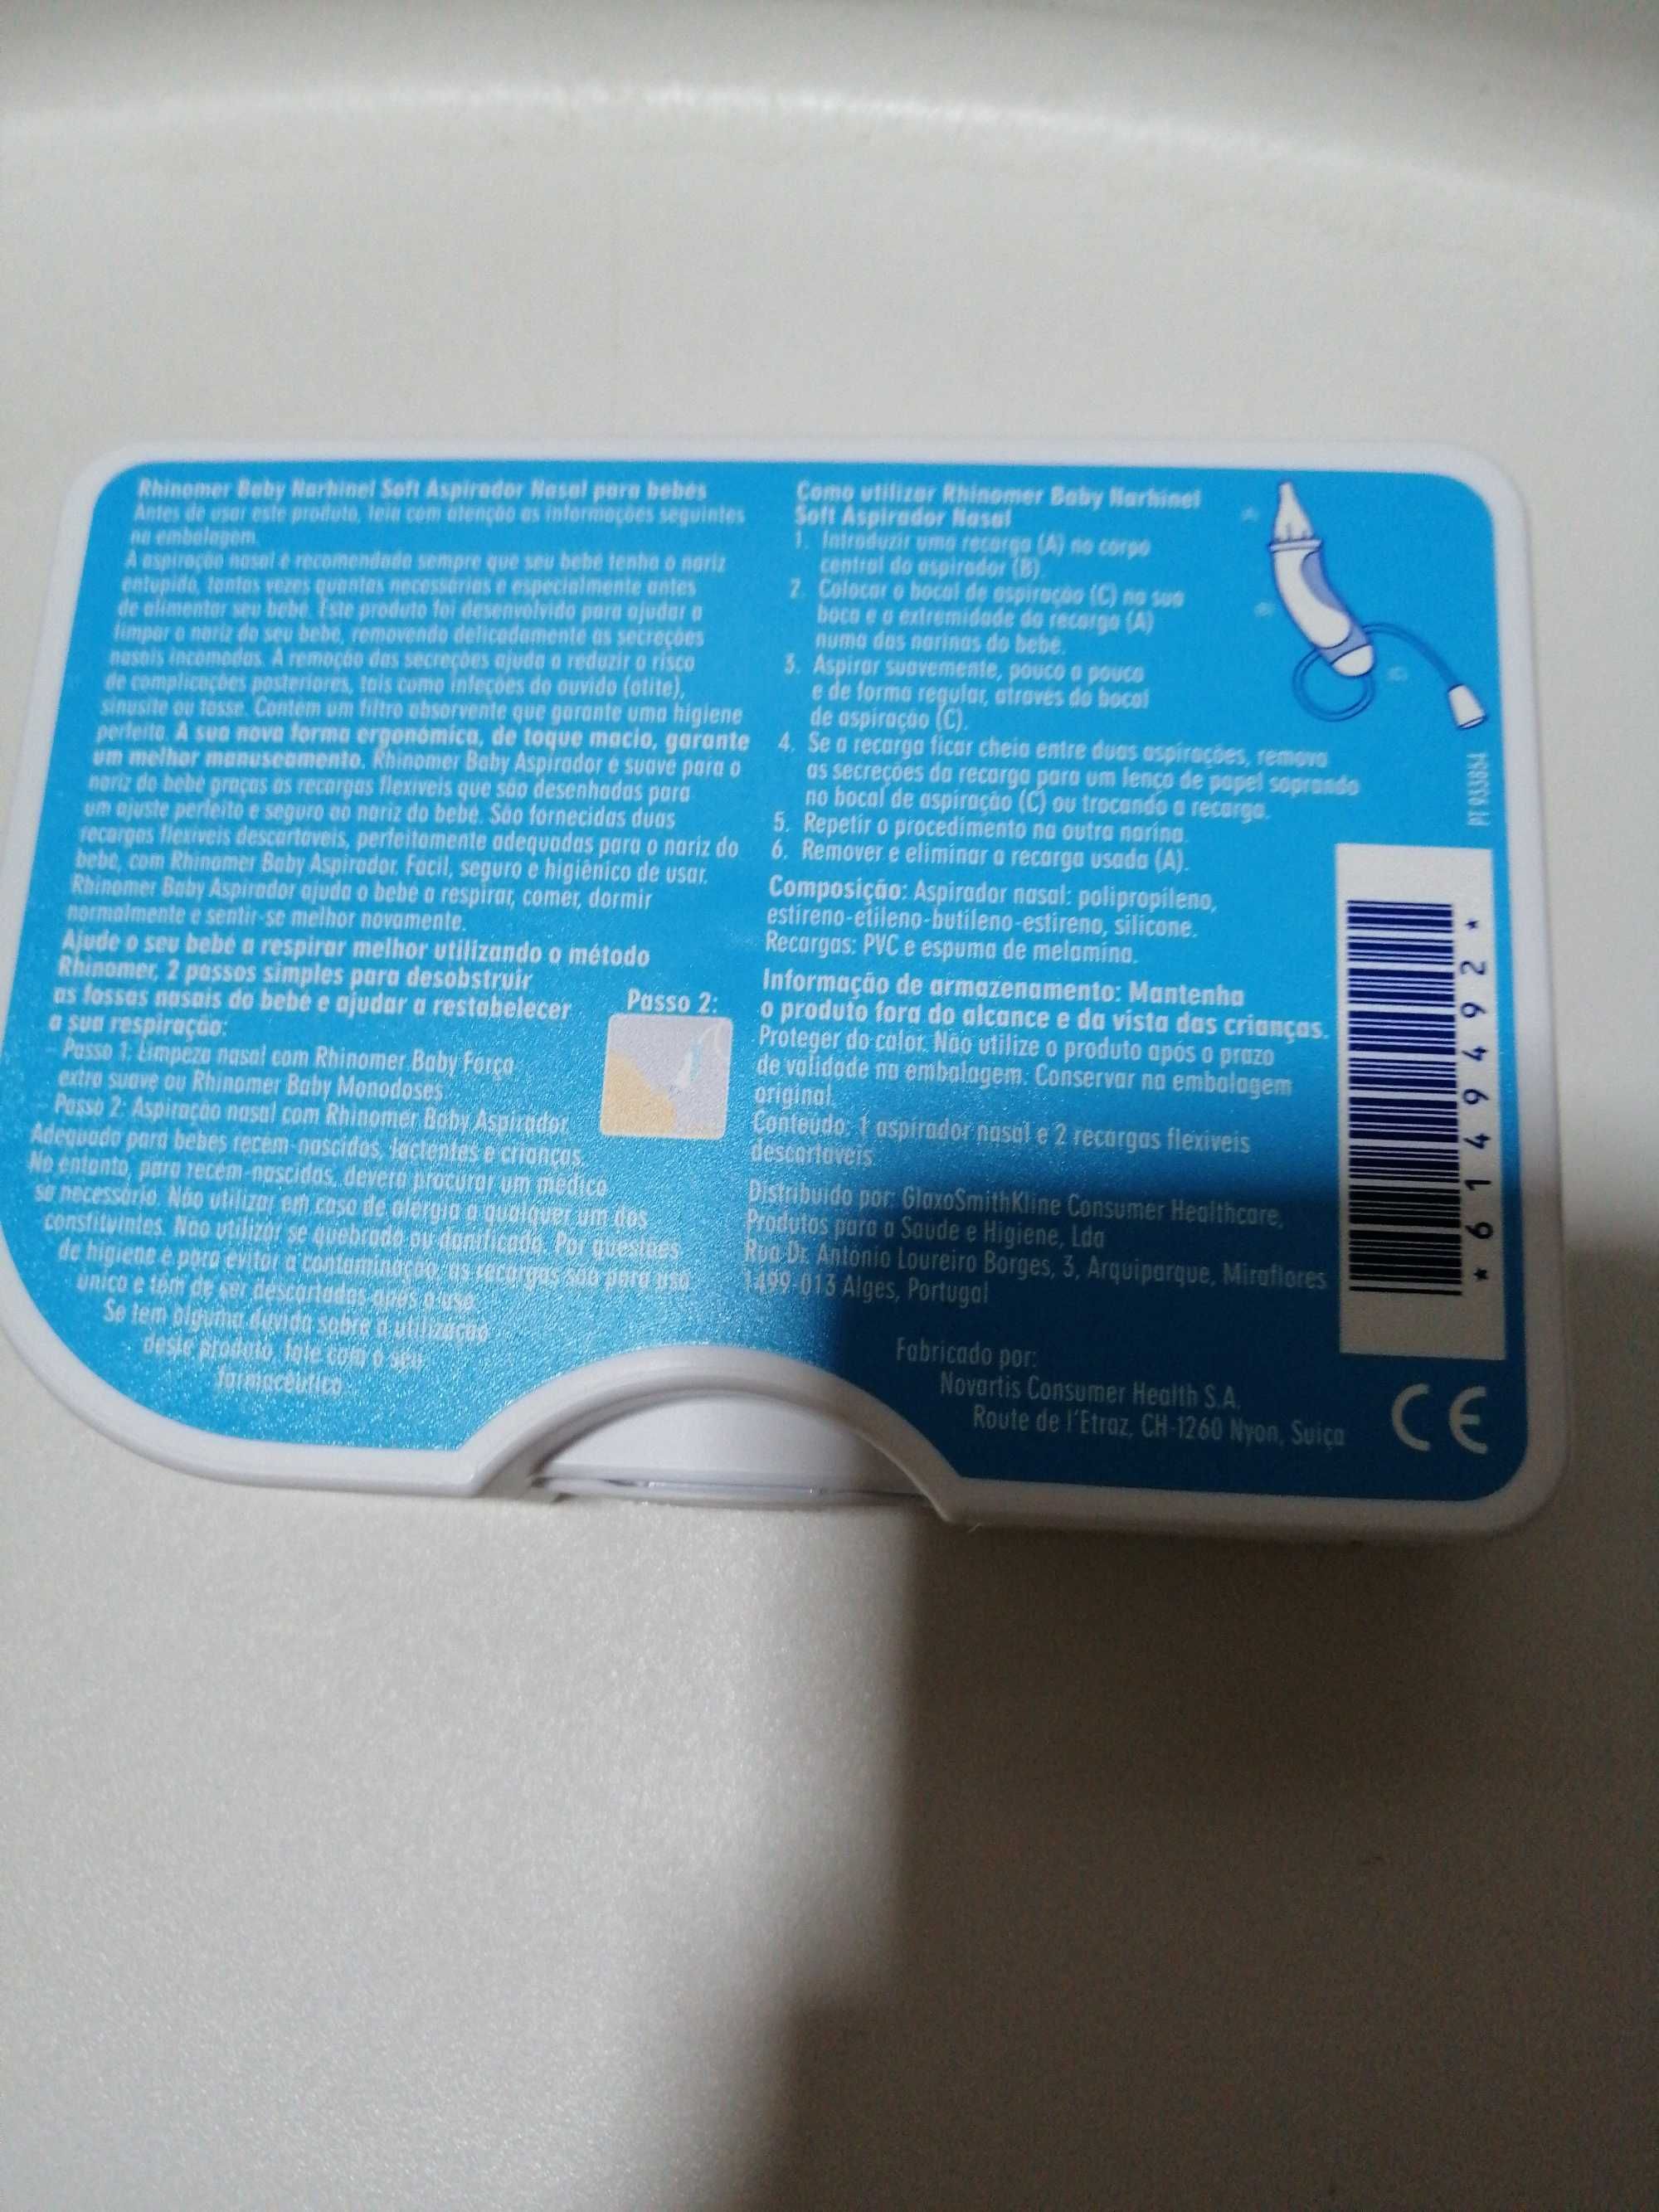 Rhinomer Baby Narhinel Soft Aspirador Nasal para bebés
Antes de usar este produto, leia com atenção as informações seguintes
na embalagem.
A aspiração nasal é recomendada sempre que seu bebé tenha o nariz
entupido, tantas vezes quantas necessárias e especialmente antes
de alimentar seu bebé. Este produto foi desenvolvido para ajudar a
limpar o nariz do seu bebé, removendo delicadamente as secreções
nasais incomodas. A remoção das secreções ajuda a reduzir o risco
de complicações posteriores, tais como infeções do ouvido (otite),
sinusite ou tosse. Contém um filtro absorvente que garante uma higiene
perfeita. A sua nova forma ergonómica, de toque macio, garante
um melhor manuseamento. Rhinomer Baby Aspirador é suave para o
nariz do bebé graças às recargas flexíveis que são desenhadas para
um ajuste perfeito e seguro ao nariz do bebé. São fornecidas duas
recargas flexíveis descartáveis, perfeitamente adequadas para o nariz do
bebé, com Rhinomer Baby Aspirador. Fácil, seguro e higiênico de usar.
Rhinomer Baby Aspirador ajuda o bebé a respirar, comer, dormir
normalmente e sentir-se melhor novamente.
Ajude o seu bebé a respirar melhor utilizando o método
Rhinomer, 2 passos simples para desobstruir
as fossas nasais do bebé e ajudar a restabelecer
a sua respiração:
Passo 1: Limpeza nasal com Rhinomer Baby Força
extra suave ou Rhinomer Baby Monodoses
Passo 2: Aspiração nasal com Rhinomer Baby Aspirador
Passo 2:
Adequado para bebés recém-nascidos, lactentes e crianças.
No entanto, para recém-nascidos, deverá procurar um médico
se necessário. Não utilizar em caso de alergia a qualquer um dos
constituintes. Não utilizar se quebrado ou danificado. Por questões
de higiene e para evitar a contaminação, as recargas são para uso
único e têm de ser descartadas após o uso.
Se tem alguma dúvida sobre a utilização
deste produto, fale com o seu
farmacêutico.
Como utilizar Rhinomer Baby Narhinel
Soft Aspirador Nasal
1. Introduzir uma recarga (A) no corpo
central do aspirador (B).
2. Colocar o bocal de aspiração (C) na sua
boca e a extremidade da recarga (A)
numa das narinas do bebé.
3. Aspirar suavemente, pouco a pouco
e de forma regular, através do bocal
de aspiração (C).
4. Se a recarga ficar cheia entre duas aspirações, remova
as secreções da recarga para um lenço de papel soprando
no bocal de aspiração (C) ou trocando a recarga.
5. Repetir o procedimento na outra narina.
6. Remover e eliminar a recarga usada (A).
Composição: Aspirador nasal: polipropileno,
estireno-etileno-butileno-estireno, silicone.
Recargas: PVC e espuma de melamina.
Informação de armazenamento: Mantenha
o produto fora do alcance e da vista das crianças.
Proteger do calor. Não utilize o produto após o prazo
de validade na embalagem. Conservar na embalagem
original.
Conteúdo: 1 aspirador nasal e 2 recargas flexíveis
descartáveis
Distribuído por: GlaxoSmithKline Consumer Healthcare,
Produtos para a Saúde e Higiene, Lda
Rua Dr. António Loureiro Borges, 3, Arquiparque, Miraflores
1499-013 Algés, Portugal
Fabricado por:
Novartis Consumer Health S.A.
Route de l'Etraz, CH-1260 Nyon, Suíça
PT 933864
*6149492*
CE